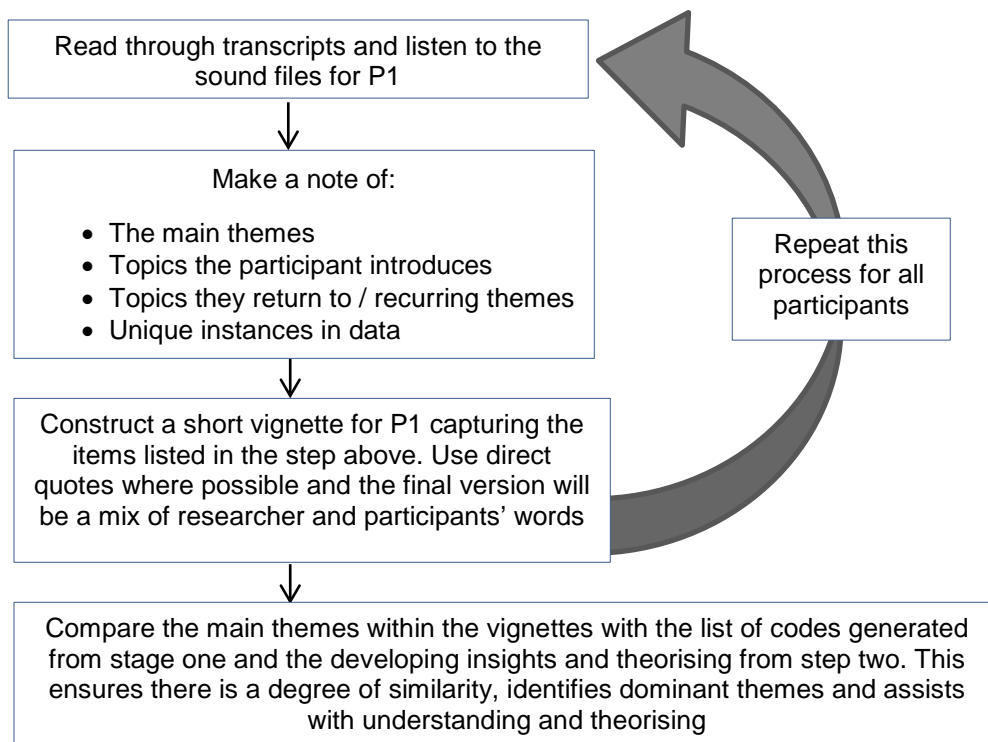 Read through transcripts and listen to the
sound files for P1
Make a note of:
• The main themes
• Topics the participant introduces
• Topics they return to / recurring themes
• Unique instances in data
Repeat this
process for all
participants
Construct a short vignette for P1 capturing the
items listed in the step above. Use direct
quotes where possible and the final version will
be a mix of researcher and participants’ words
Compare the main themes within the vignettes with the list of codes generated
from stage one and the developing insights and theorising from step two. This
ensures there is a degree of similarity, identifies dominant themes and assists
with understanding and theorising